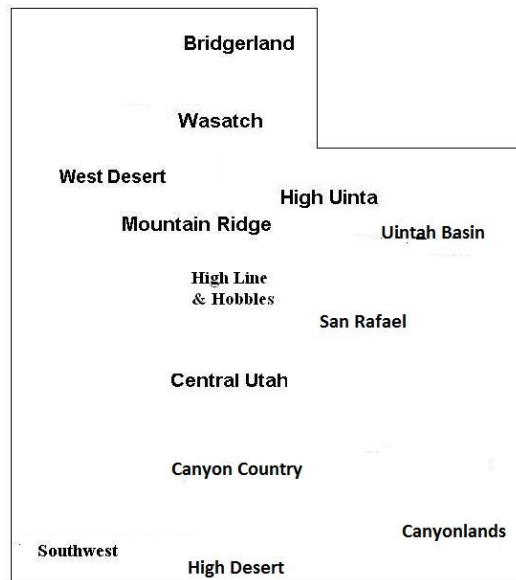 Bridgerland
Wasatch
West Desert
High Uinta
Mountain Ridge
Uintah Basin
High Line
& Hobbles
San Rafael
Central Utah
Canyon Country
Canyonlands
Southwest
High Desert